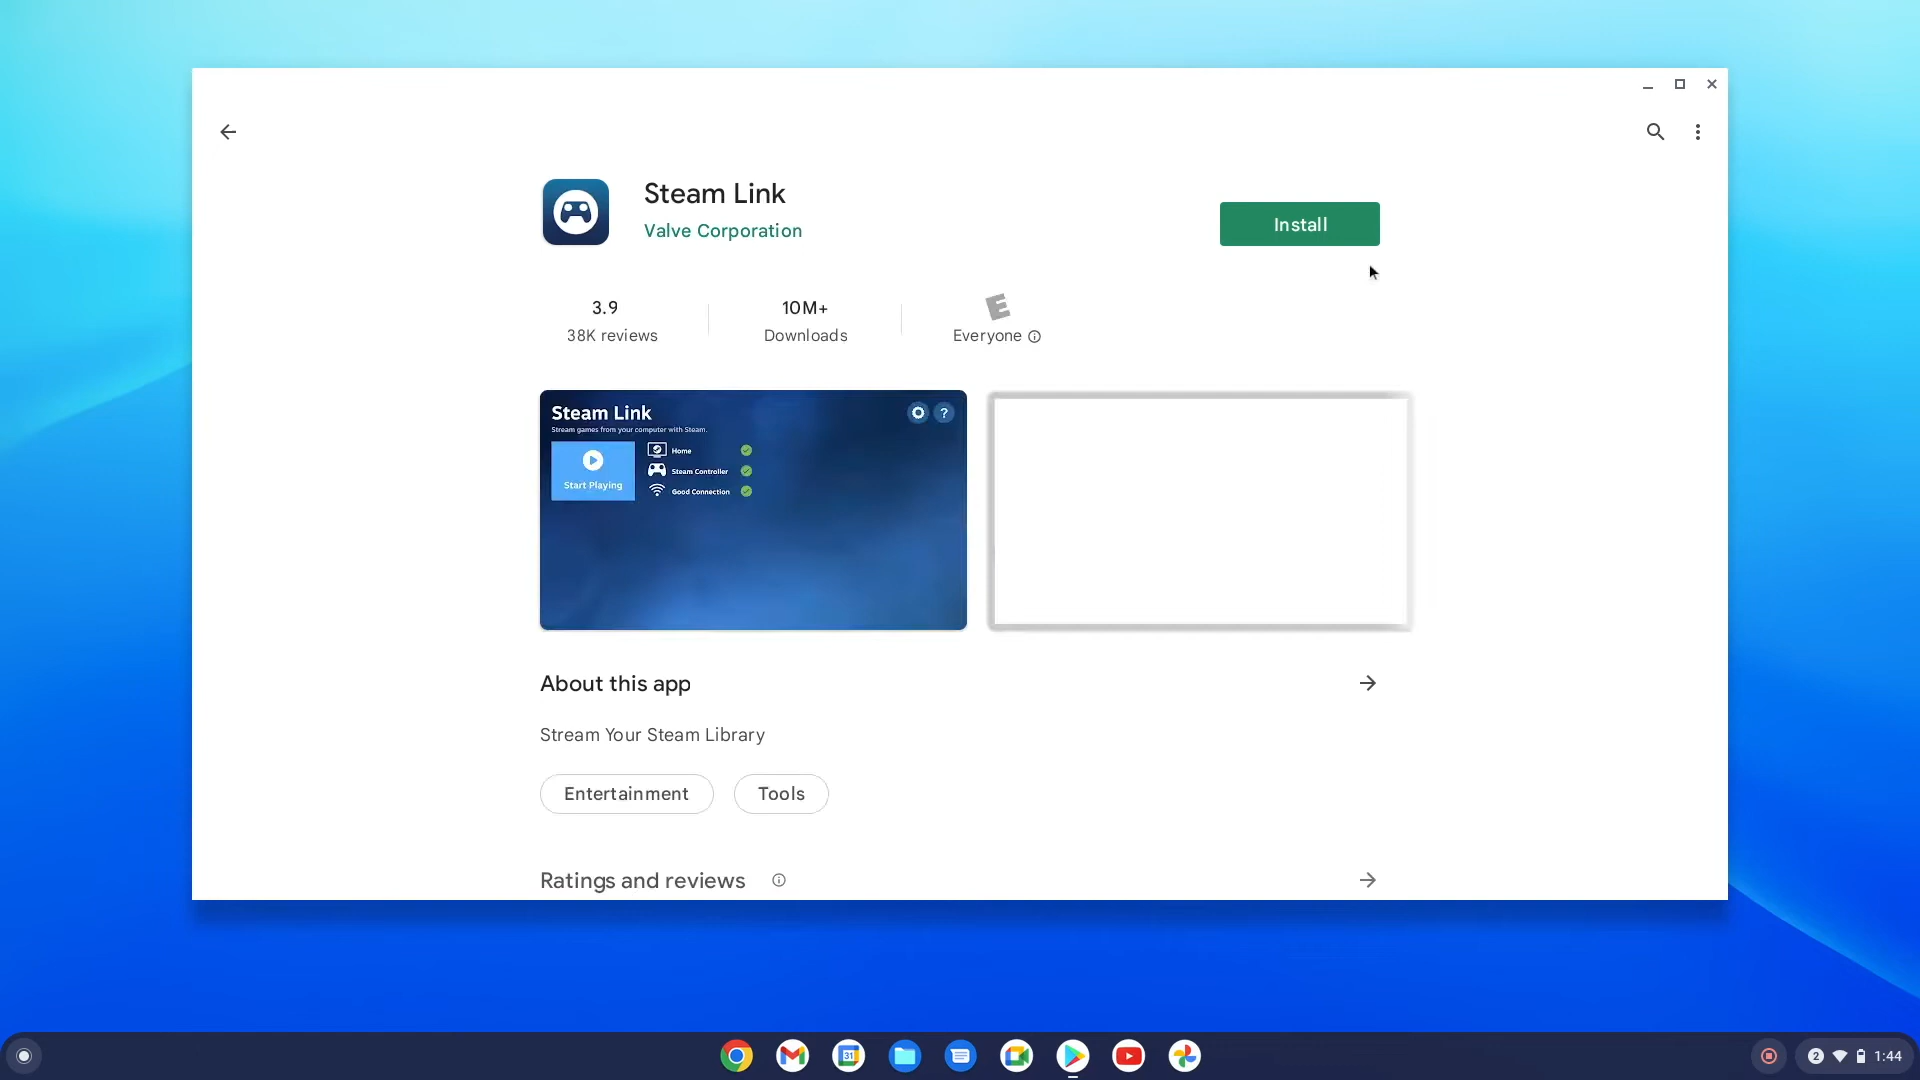 Steam Link
Valve Corporation
Install
3.9
38K reviews
10M+
Downloads
E
Everyone
Steam Link
Stream games from your computer with Steam.
?
Start Playing
Home
Steam Controller
Good Connection
About this app
Stream Your Steam Library
Entertainment
Tools
Ratings and reviews
31
2
1:44